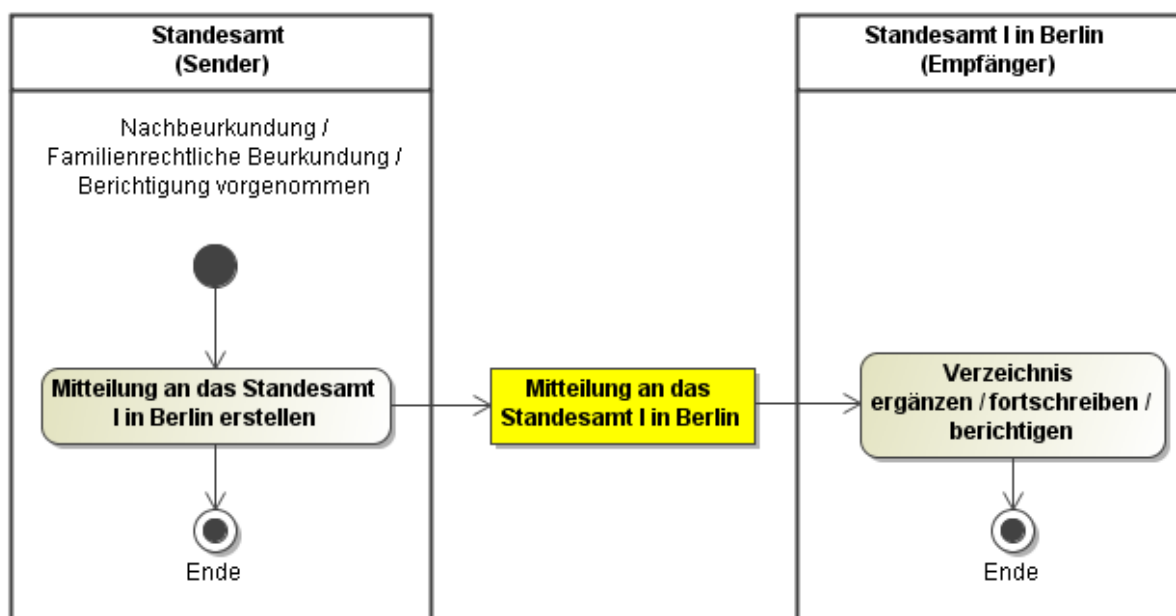 Standesamt
(Sender)
Nachbeurkundung /
Familienrechtliche Beurkundung /
Berichtigung vorgenommen
Mitteilung an das Standesamt
I in Berlin erstellen
Ende
Mitteilung an das
Standesamt I in Berlin
Standesamt I in Berlin
(Empfänger)
Verzeichnis
ergänzen / fortschreiben /
berichtigen
Ende